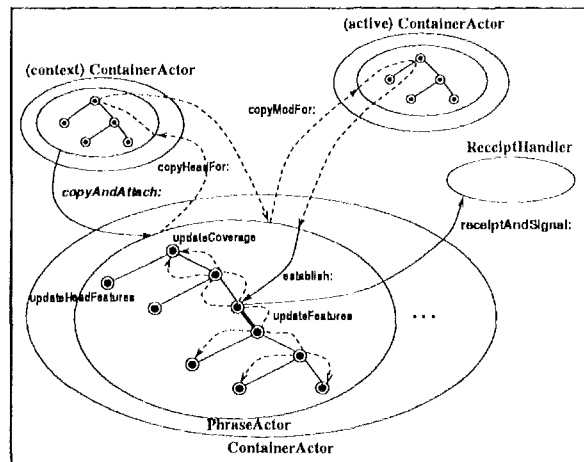 (active) ContainerActor
(context) ContainerActor
copyModFor:
ReceiptHandler
copyHeadFor:
copyAndAttach:
receiptAndSignal:
updateCoverage
establish:
updateHeadFeatures
updateFeatures
...
PhraseActor
ContainerActor